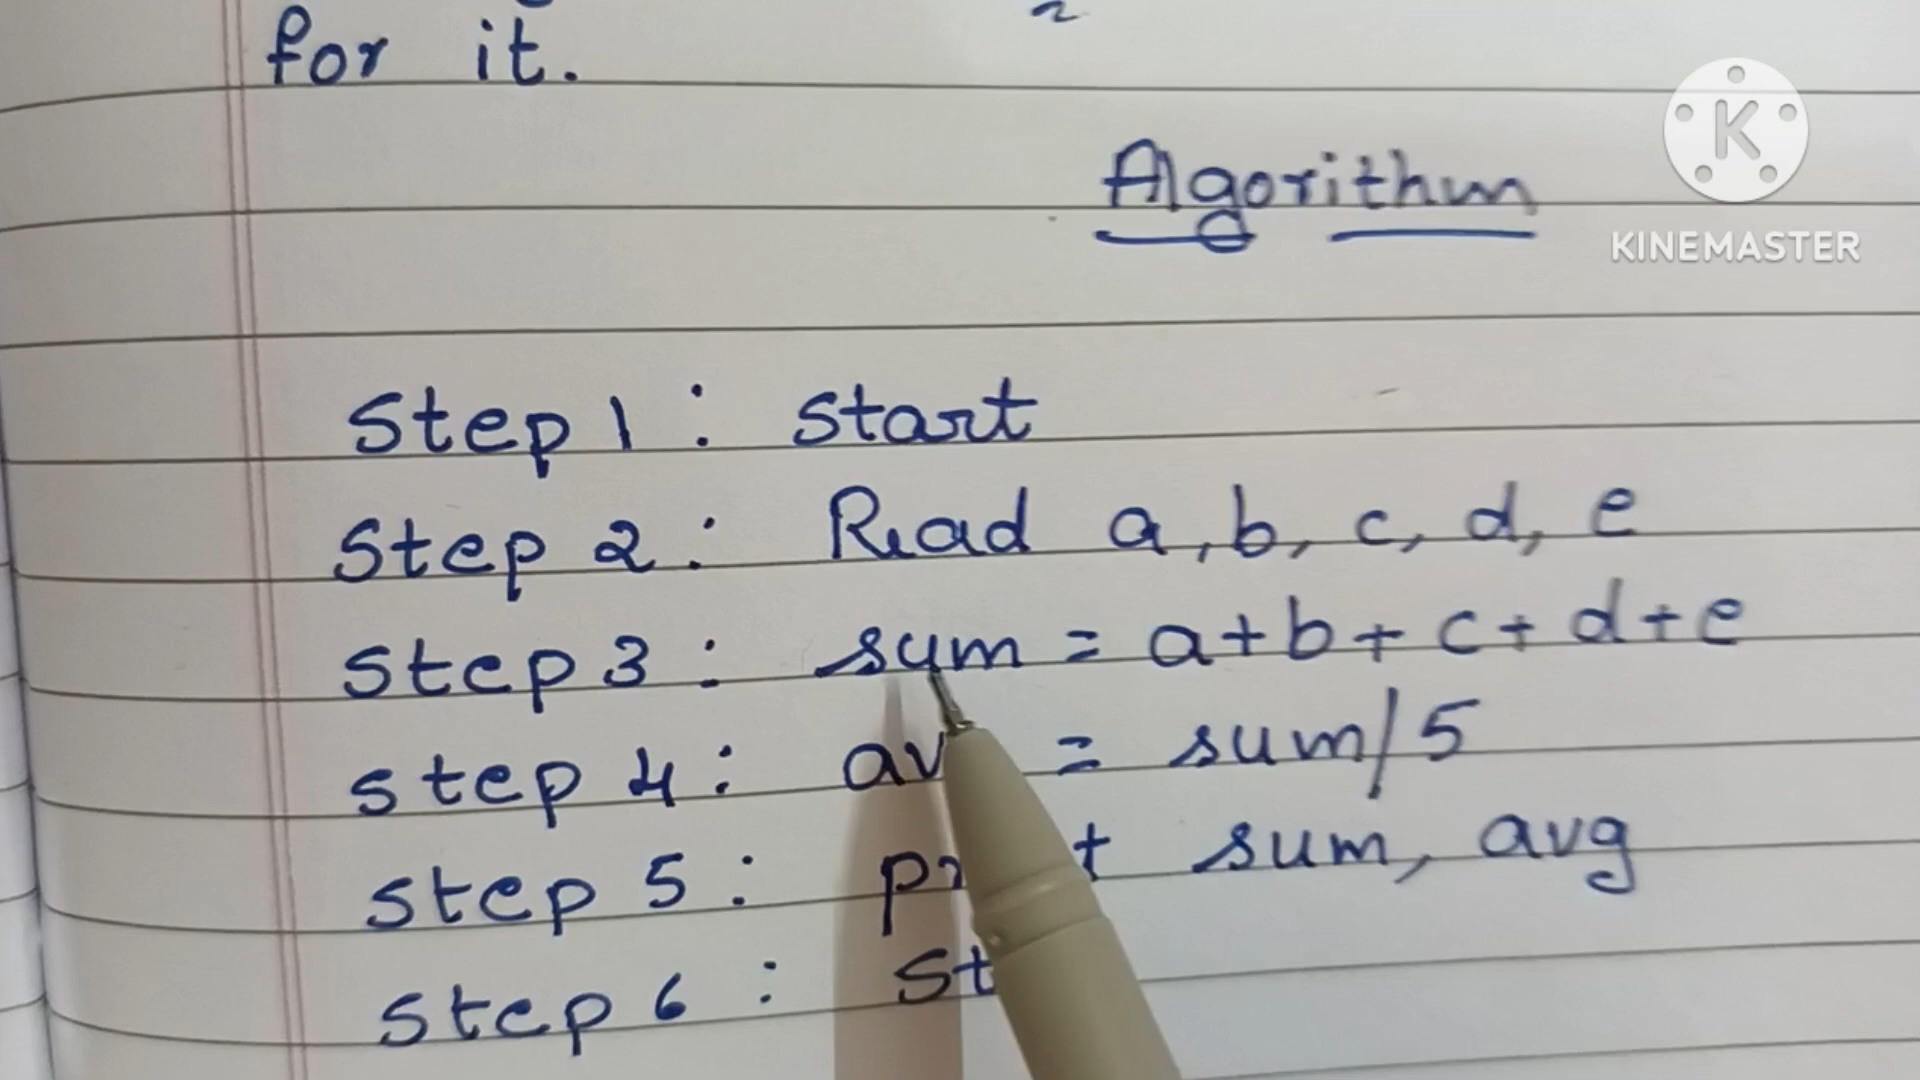 for it.
Algorithm
K
KINEMASTER
Step 1 : Start
Step 2 : Read a, b, c, d, e
Step 3 : sum = a+b+c+d+e
step 4 : = sum/5
step 5 : sum, avg
step 6 :